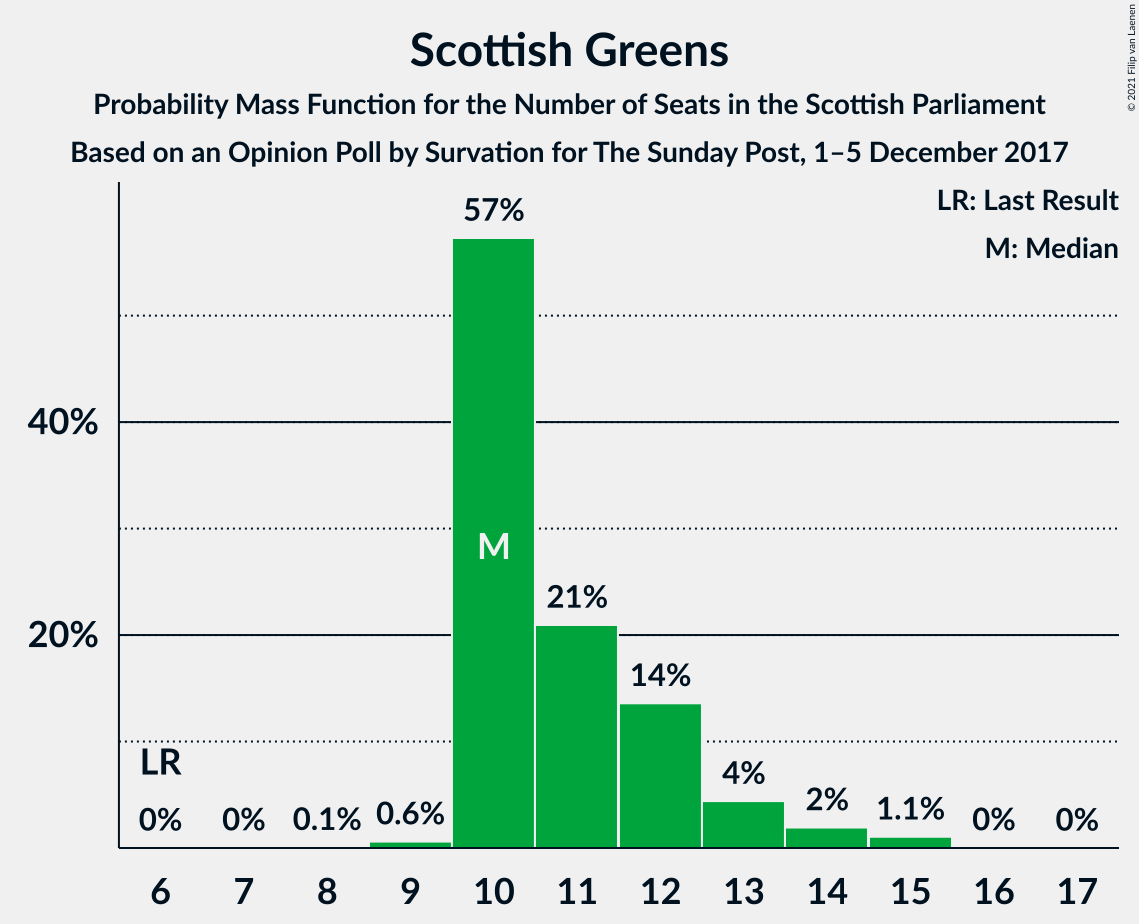 © 2021 Filip van Laenen
Scottish Greens
Probability Mass Function for the Number of Seats in the Scottish Parliament
Based on an Opinion Poll by Survation for The Sunday Post, 1–5 December 2017
LR: Last Result
M: Median
57%
40%
M
21%
20%
14%
LR
4%
0%
0%
0.1%
0.6%
2%
1.1%
0%
0%
6 7 8 9 10 11 12 13 14 15 16 17